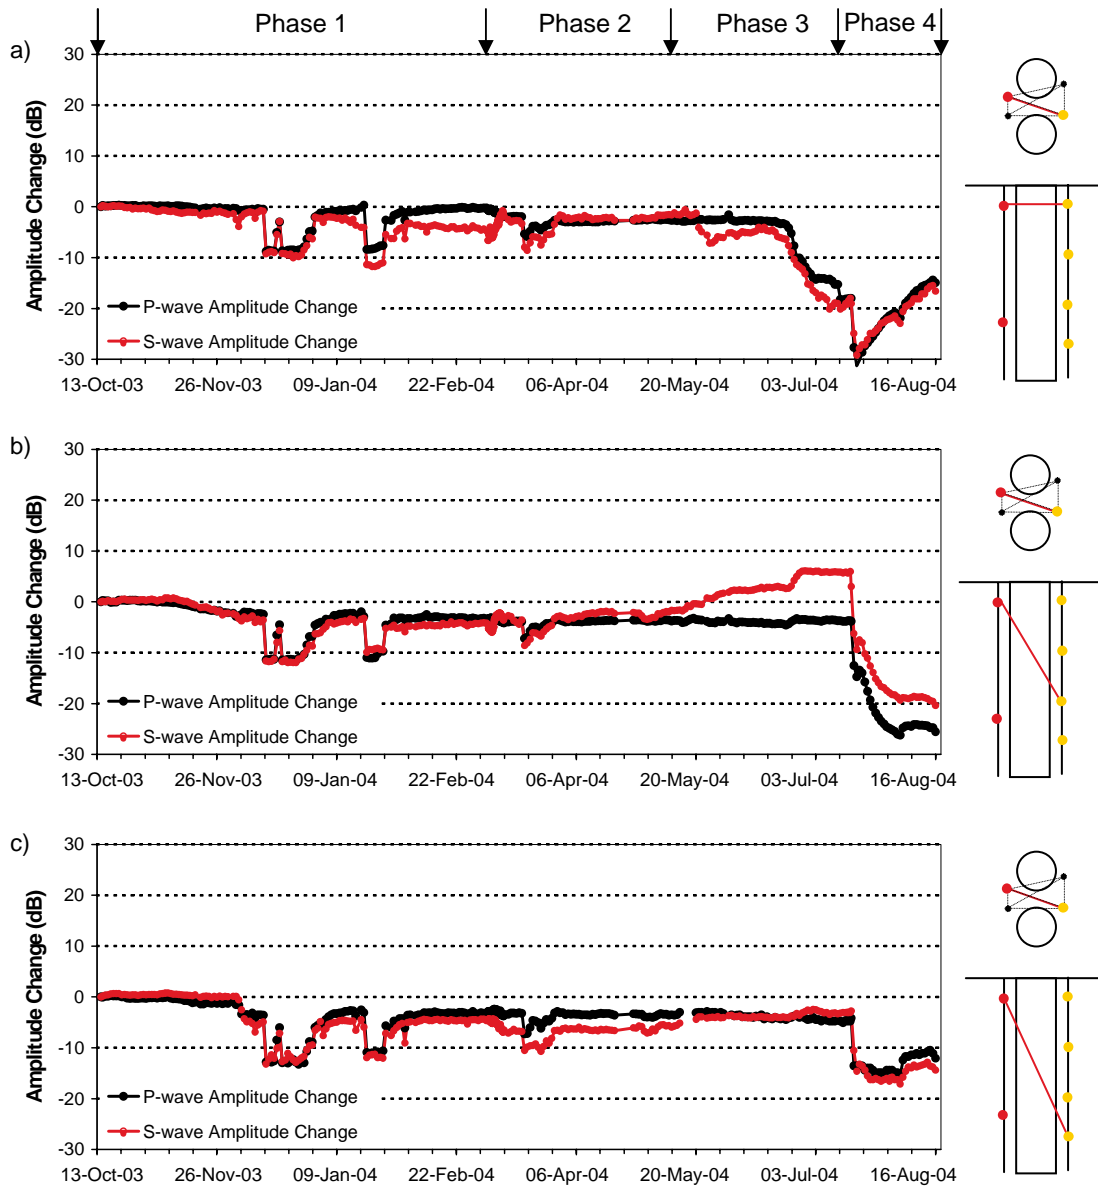 Phase 1 Phase 2 Phase 3 Phase 4
a)
Amplitude Change (dB)
30
20
10
0
-10
-20
-30
P-wave Amplitude Change
S-wave Amplitude Change
13-Oct-03 26-Nov-03 09-Jan-04 22-Feb-04 06-Apr-04 20-May-04 03-Jul-04 16-Aug-04
b)
Amplitude Change (dB)
30
20
10
0
-10
-20
-30
P-wave Amplitude Change
S-wave Amplitude Change
13-Oct-03 26-Nov-03 09-Jan-04 22-Feb-04 06-Apr-04 20-May-04 03-Jul-04 16-Aug-04
c)
Amplitude Change (dB)
30
20
10
0
-10
-20
-30
P-wave Amplitude Change
S-wave Amplitude Change
13-Oct-03 26-Nov-03 09-Jan-04 22-Feb-04 06-Apr-04 20-May-04 03-Jul-04 16-Aug-04